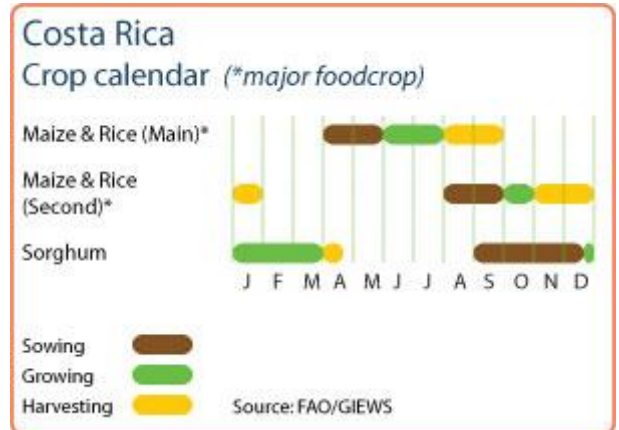 Costa Rica
Crop calendar (*major foodcrop)
Maize & Rice (Main)*
Maize & Rice
(Second)*
Sorghum
J F M A M J J A S O N D
Sowing
Growing
Harvesting
Source: FAO/GIEWS